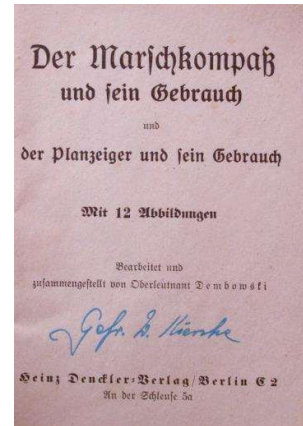 Der Marschkompaß
und sein Gebrauch
und
der Planzeiger und sein Gebrauch
Mit 12 Abbildungen
Bearbeitet und
zusammengestellt von Oberleutnant Dembowski
Gefr.
Heinz Denckler-Verlag/Berlin C 2
An der Schleuse 5a